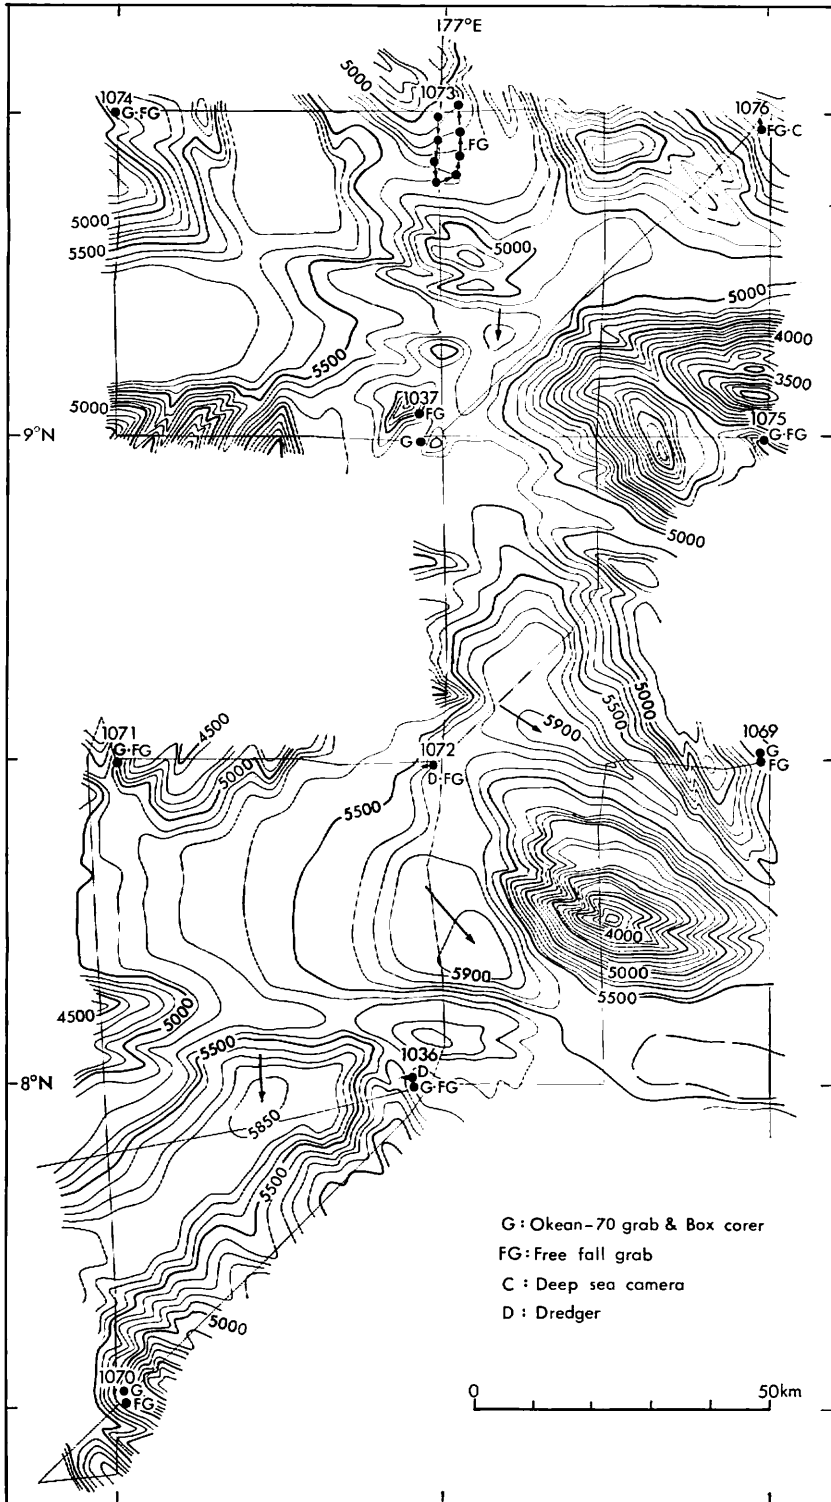 177°E
5000
1073
1074
G·FG
1076
FG·C
FG
5000
5500
5000
5000
4000
5500
3500
5000
1037
FG
1075
9°N
G
G·FG
5000
5000
5500
4500
1071
G·FG
5000
5900
1072
D·FG
1069
G
FG
5500
4000
5900
5000
5500
4500
5000
5500
1036
D
8°N
G·FG
5850
5500
G: Okean-70 grab & Box corer
FG: Free fall grab
C : Deep sea camera
D : Dredger
5000
1070
G
FG
0
50km